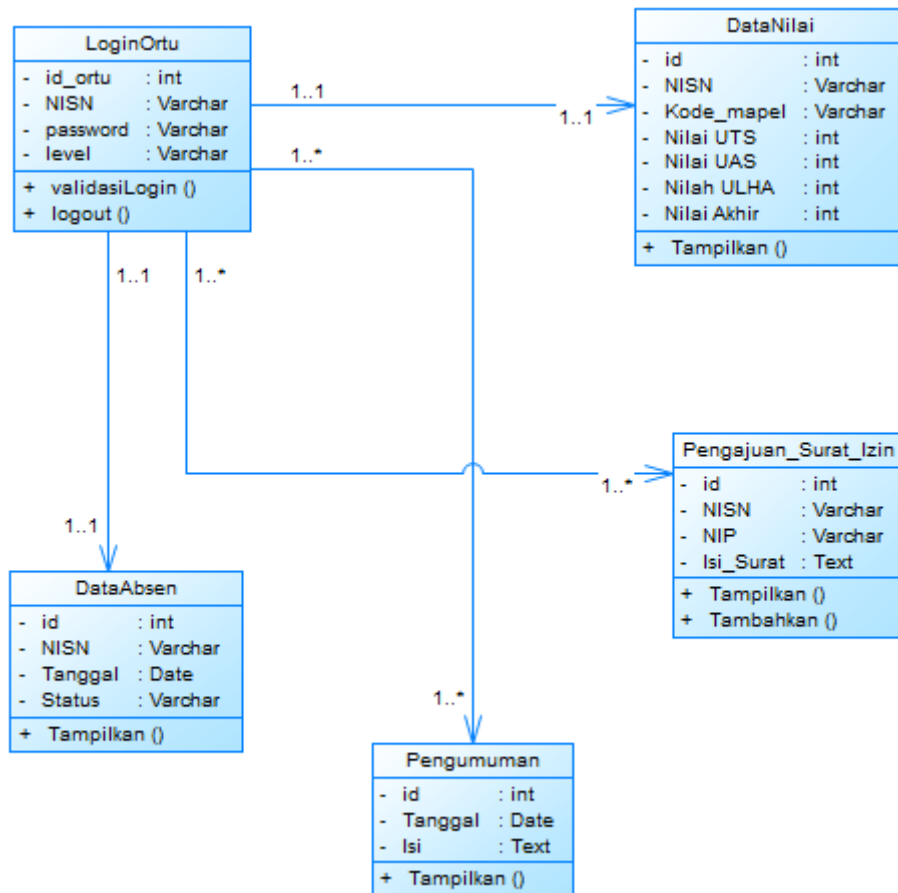 LoginOrtu
- id_ortu : int
- NISN : Varchar
- password : Varchar
- level : Varchar
+ validasiLogin ()
+ logout ()
1..1
1..1
1..*
1..1
1..*
DataNilai
- id : int
- NISN : Varchar
- Kode_mapel : Varchar
- Nilai UTS : int
- Nilai UAS : int
- Nilah ULHA : int
- Nilai Akhir : int
+ Tampilkan ()
Pengajuan_Surat_Izin
- id : int
- NISN : Varchar
- NIP : Varchar
- Isi_Surat : Text
+ Tampilkan ()
+ Tambahkan ()
1..*
1..1
DataAbsen
- id : int
- NISN : Varchar
- Tanggal : Date
- Status : Varchar
+ Tampilkan ()
1..*
Pengumuman
- id : int
- Tanggal : Date
- Isi : Text
+ Tampilkan ()